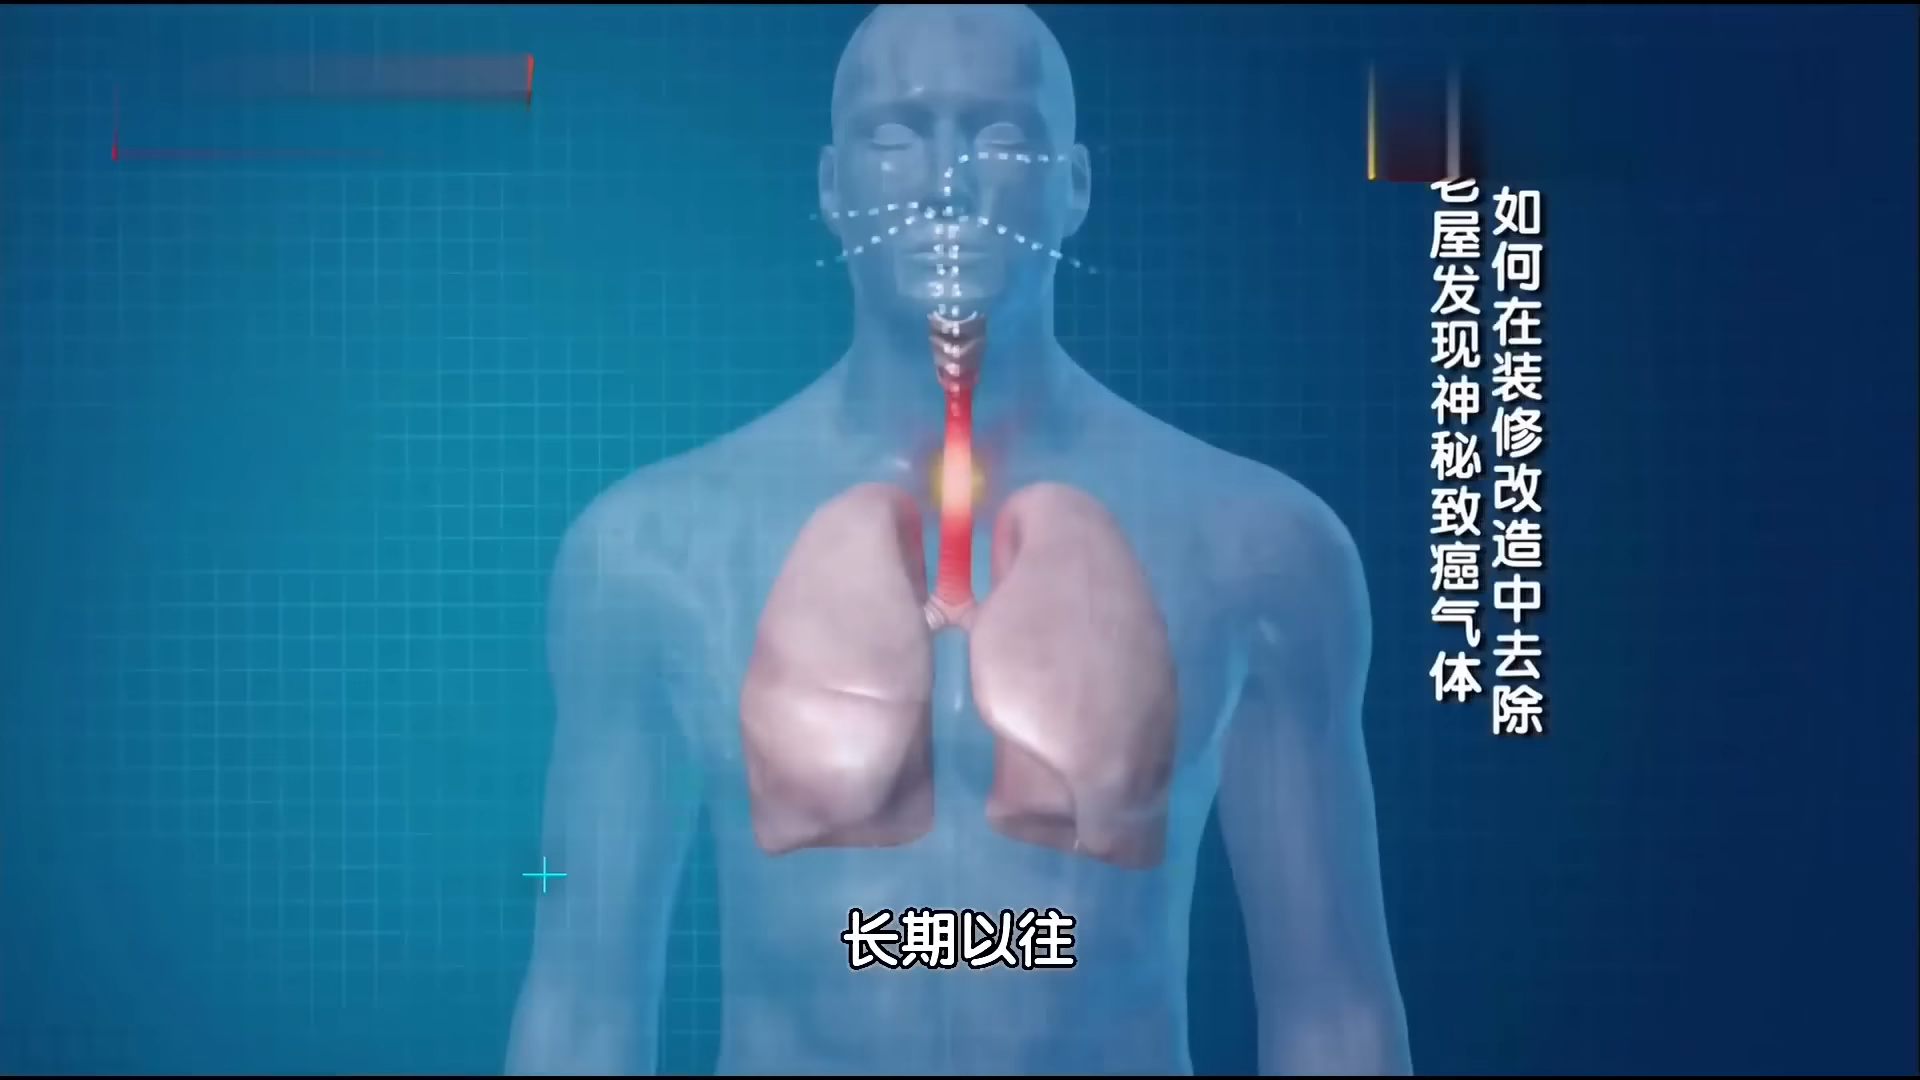 老屋发现神秘致癌气体
如何在装修改造中去除
长期以往